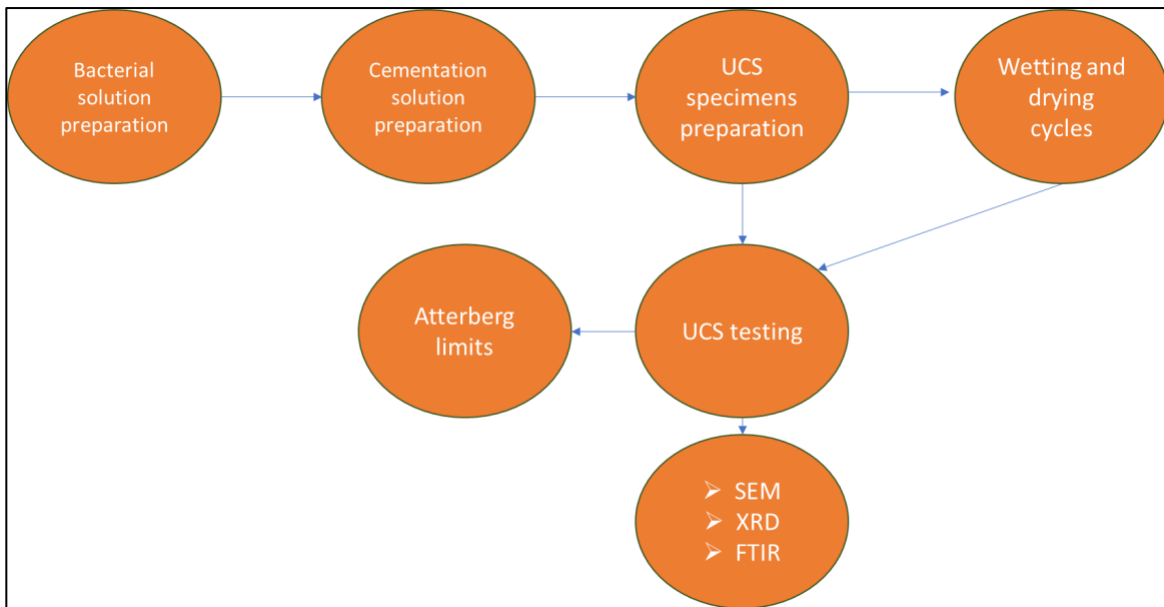 Bacterial
solution
preparation
Cementation
solution
preparation
UCS
specimens
preparation
Wetting and
drying
cycles
Atterberg
limits
UCS testing
➢ SEM
➢ XRD
➢ FTIR